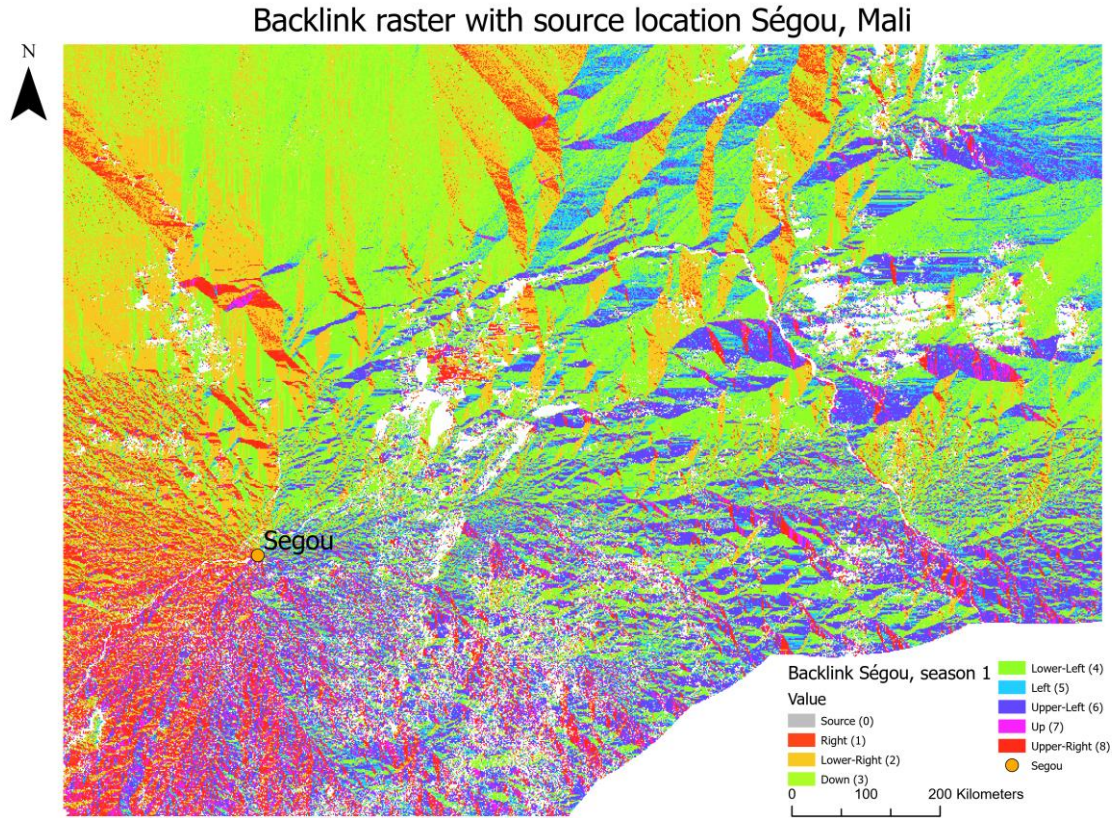 Backlink raster with source location Ségou, Mali
N
Segou
Backlink Ségou, season 1
Value
Source (0)
Right (1)
Lower-Right (2)
Down (3)
Lower-Left (4)
Left (5)
Upper-Left (6)
Up (7)
Upper-Right (8)
Segou
0 100 200 Kilometers